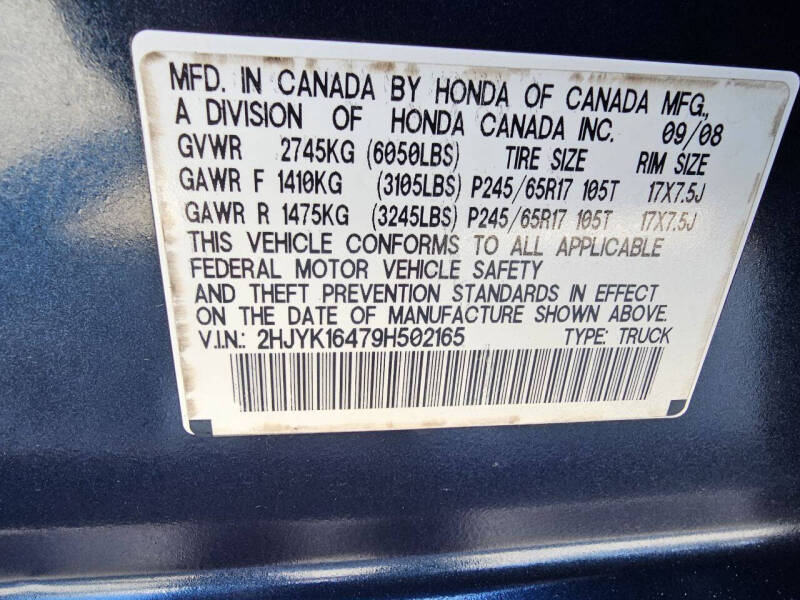 MFD. IN CANADA BY HONDA OF CANADA MFG.,
A DIVISION OF HONDA CANADA INC. 09/08
GVWR 2745KG (6050LBS) TIRE SIZE RIM SIZE
GAWR F 1410KG (3105LBS) P245/65R17 105T 17X7.5J
GAWR R 1475KG (3245LBS) P245/65R17 105T 17X7.5J
THIS VEHICLE CONFORMS TO ALL APPLICABLE
FEDERAL MOTOR VEHICLE SAFETY
AND THEFT PREVENTION STANDARDS IN EFFECT
ON THE DATE OF MANUFACTURE SHOWN ABOVE.
V.I.N.: 2HJYK16479H502165 TYPE: TRUCK